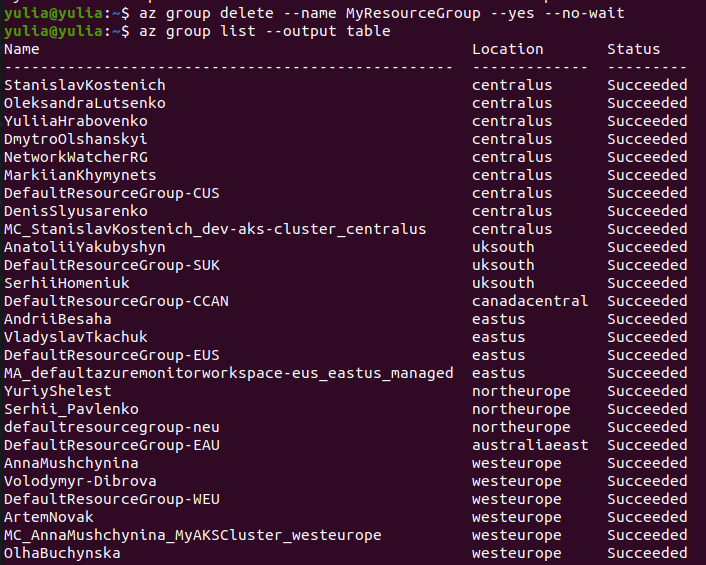 yulia@yulia:~$ az group delete --name MyResourceGroup --yes --no-wait
yulia@yulia:~$ az group list --output table
Name Location Status
-------------------------------------------------- ------------- ---------
StanislavKostenich centralus Succeeded
OleksandraLutsenko centralus Succeeded
YuliiaHrabovenko centralus Succeeded
DmytroOlshanskyi centralus Succeeded
NetworkWatcherRG centralus Succeeded
MarkiianKhymynets centralus Succeeded
DefaultResourceGroup-CUS centralus Succeeded
DenisSlyusarenko centralus Succeeded
MC_StanislavKostenich_dev-aks-cluster_centralus centralus Succeeded
AnatoliiYakubyshyn uksouth Succeeded
DefaultResourceGroup-SUK uksouth Succeeded
SerhiiHomeniuk uksouth Succeeded
DefaultResourceGroup-CCAN canadacentral Succeeded
AndriiBesaha eastus Succeeded
VladyslavTkachuk eastus Succeeded
DefaultResourceGroup-EUS eastus Succeeded
MA_defaultazuremonitorworkspace-eus_eastus_managed eastus Succeeded
YuriyShelest northeurope Succeeded
Serhii_Pavlenko northeurope Succeeded
defaultresourcegroup-neu northeurope Succeeded
DefaultResourceGroup-EAU australiaeast Succeeded
AnnaMushchynina westeurope Succeeded
Volodymyr-Dibrova westeurope Succeeded
DefaultResourceGroup-WEU westeurope Succeeded
ArtemNovak westeurope Succeeded
MC_AnnaMushchynina_MyAKSCluster_westeurope westeurope Succeeded
OlhaBuchynska westeurope Succeeded